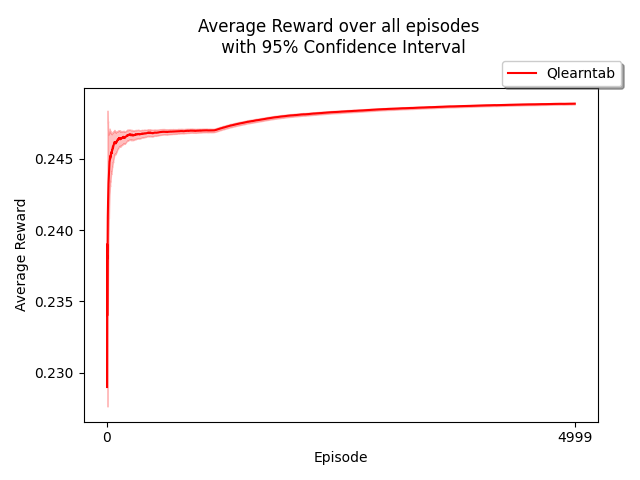 Average Reward over all episodes
with 95% Confidence Interval
Qlearntab
0.245
0.240
0.235
0.230
Average Reward
0
4999
Episode